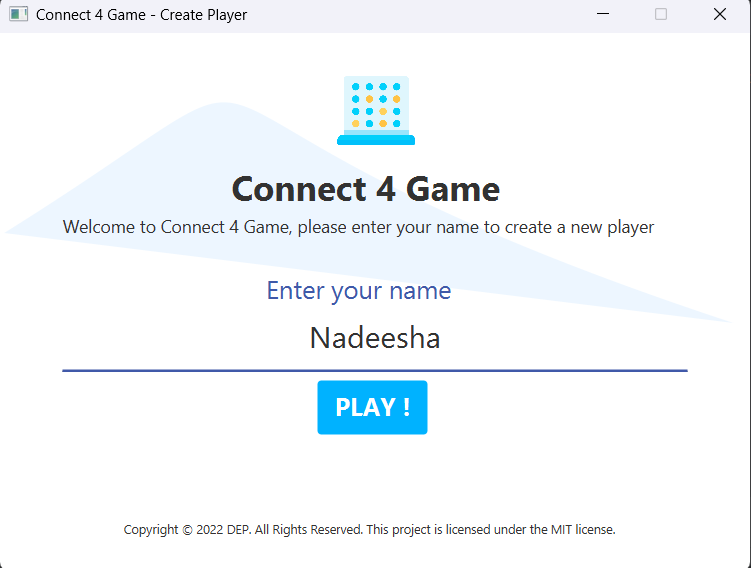 Connect 4 Game - Create Player
Connect 4 Game
Welcome to Connect 4 Game, please enter your name to create a new player
Enter your name
Nadeesha
PLAY !
Copyright © 2022 DEP. All Rights Reserved. This project is licensed under the MIT license.